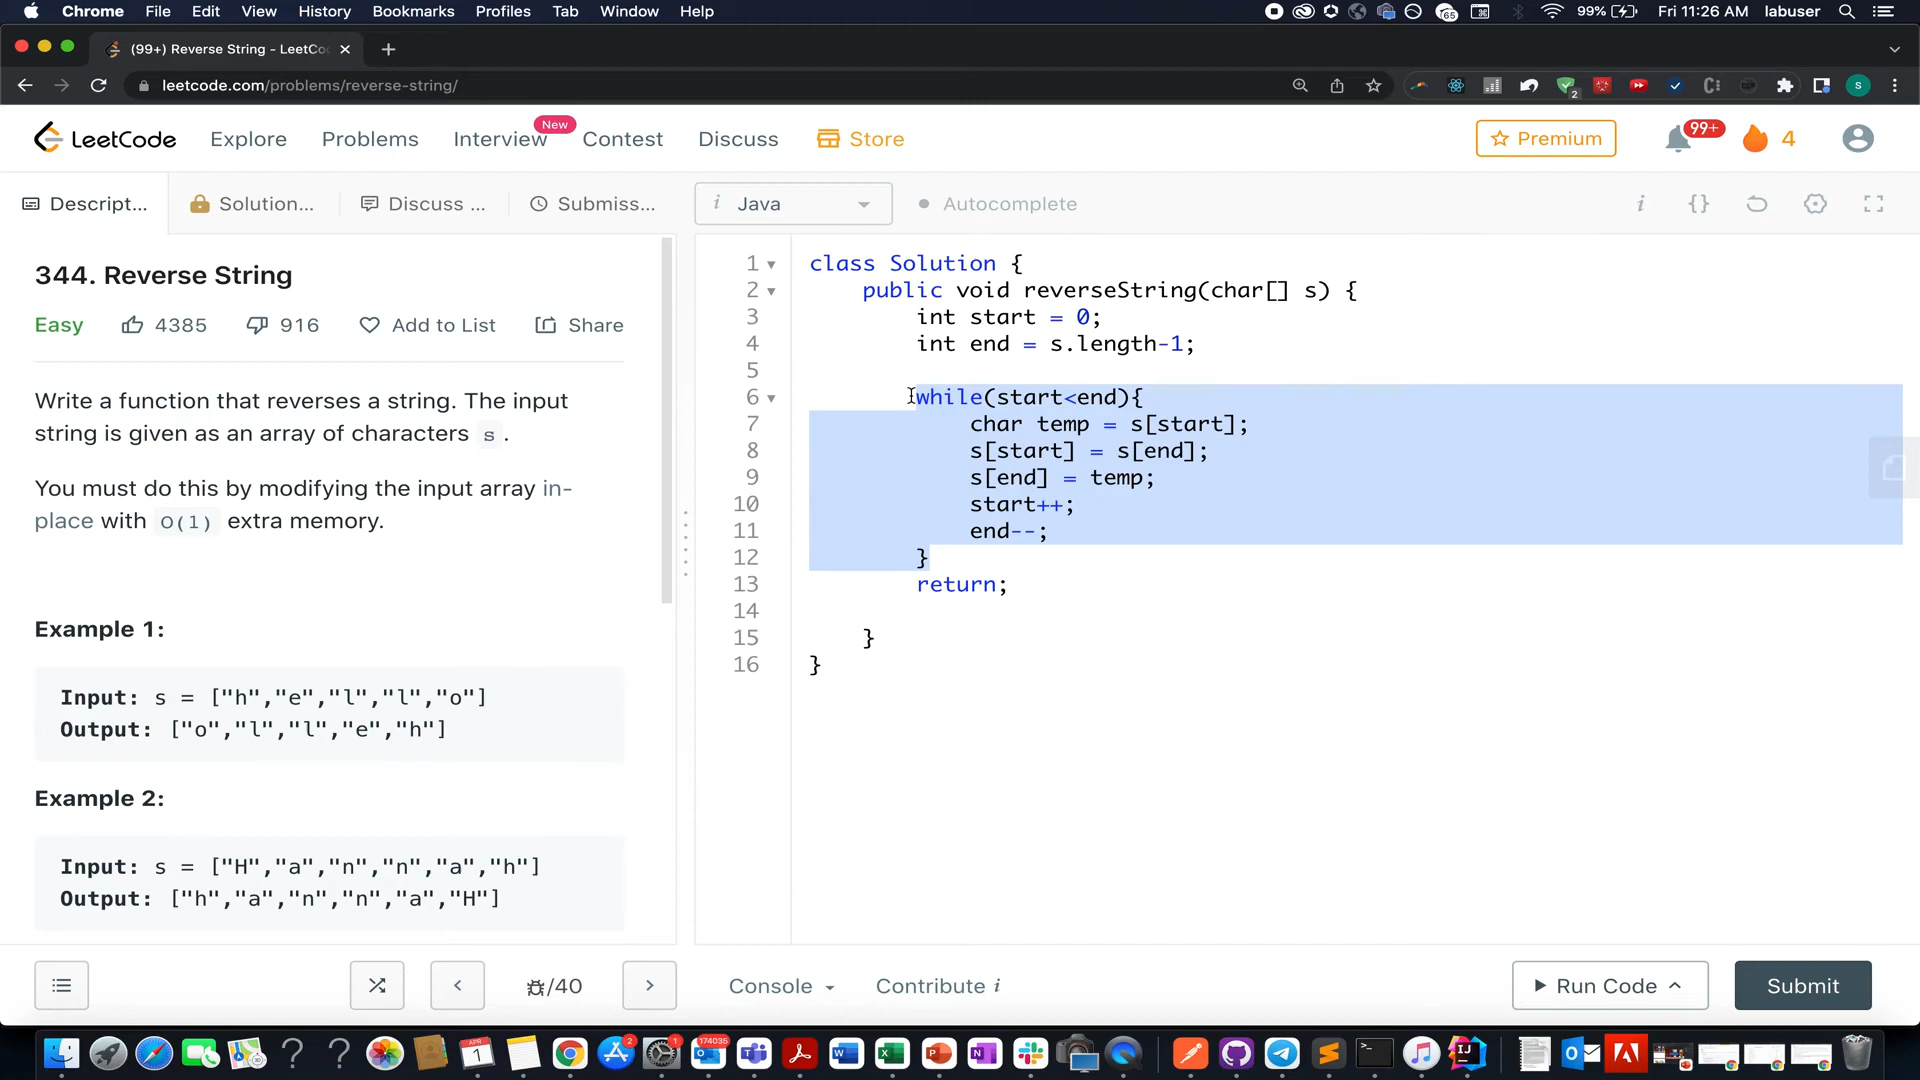 Chrome File Edit View History Bookmarks Profiles Tab Window Help 65 99% Fri 11:26 AM labuser
(99+) Reverse String - LeetCo
leetcode.com/problems/reverse-string/ 2 S
LeetCode Explore Problems Interview New Contest Discuss Store Premium 99+ 4
Descript... Solution... Discuss ... Submiss... i Java Autocomplete i {}
344. Reverse String
Easy 4385 916 Add to List Share
Write a function that reverses a string. The input
string is given as an array of characters s.
You must do this by modifying the input array in-
place with O(1) extra memory.
Example 1:
Input: s = ["h","e","l","l","o"]
Output: ["o","l","l","e","h"]
Example 2:
Input: s = ["H","a","n","n","a","h"]
Output: ["h","a","n","n","a","H"]
1 class Solution {
2 public void reverseString(char[] s) {
3 int start = 0;
4 int end = s.length-1;
5
6 while(start<end){
7 char temp = s[start];
8 s[start] = s[end];
9 s[end] = temp;
10 start++;
11 end--;
12 }
13 return;
14
15 }
16 }
/40 Console Contribute i Run Code Submit
APR 1 2 1 174035